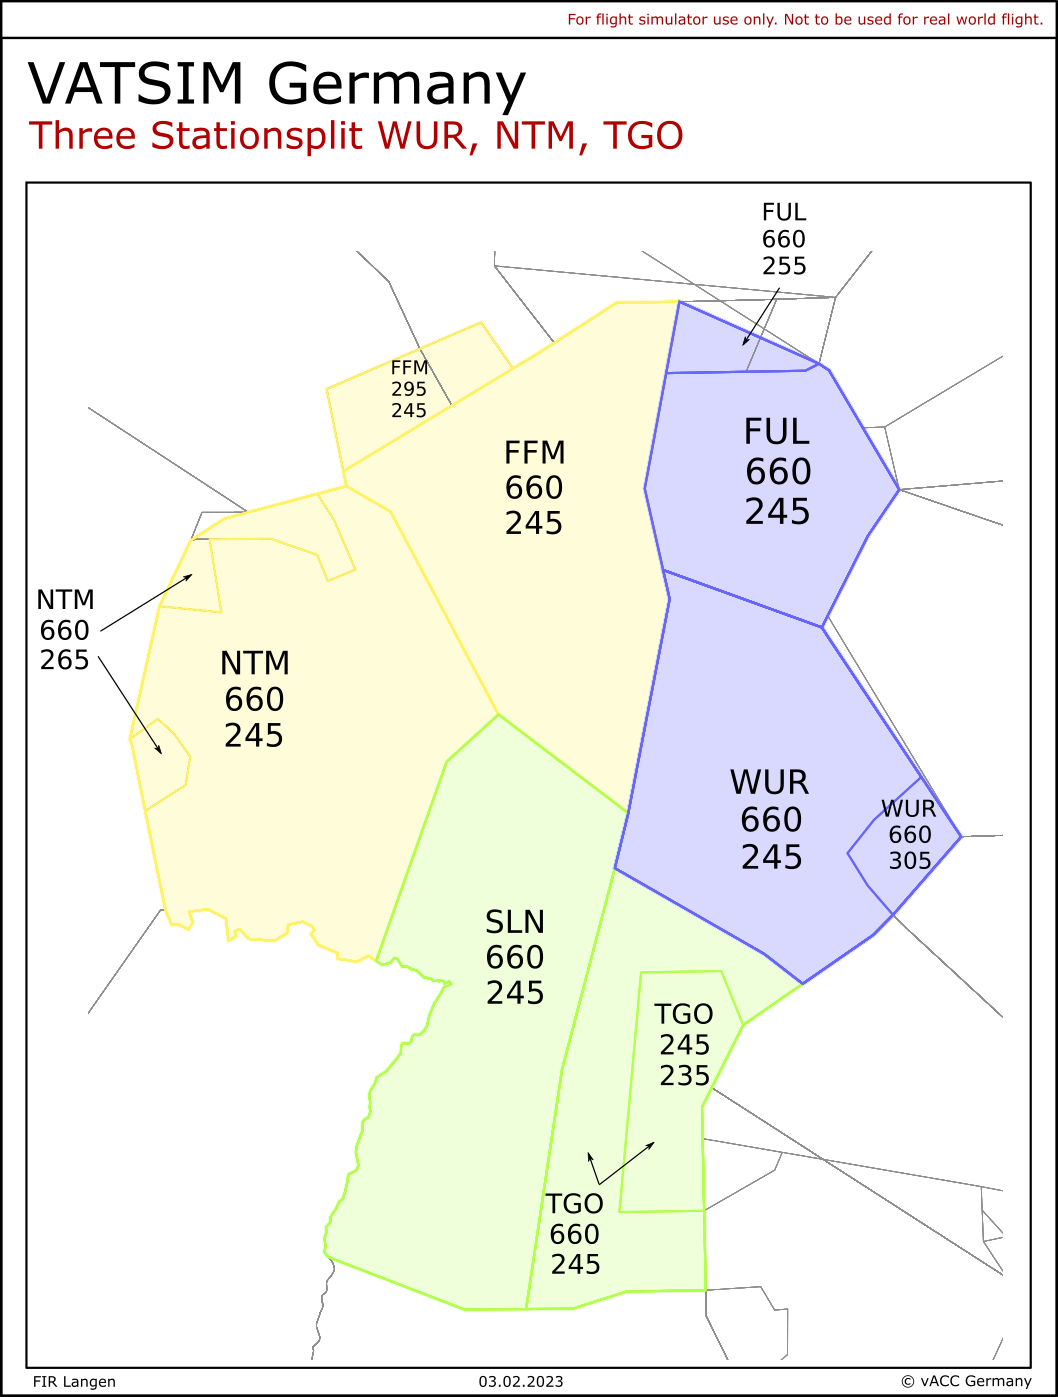 For flight simulator use only. Not to be used for real world flight.
VATSIM Germany
Three Stationsplit WUR, NTM, TGO
FUL
660
255
FFM
295
245
FFM
660
245
FUL
660
245
NTM
660
265
NTM
660
245
WUR
660
245
WUR
660
305
SLN
660
245
TGO
245
235
TGO
660
245
FIR Langen
03.02.2023
© vACC Germany